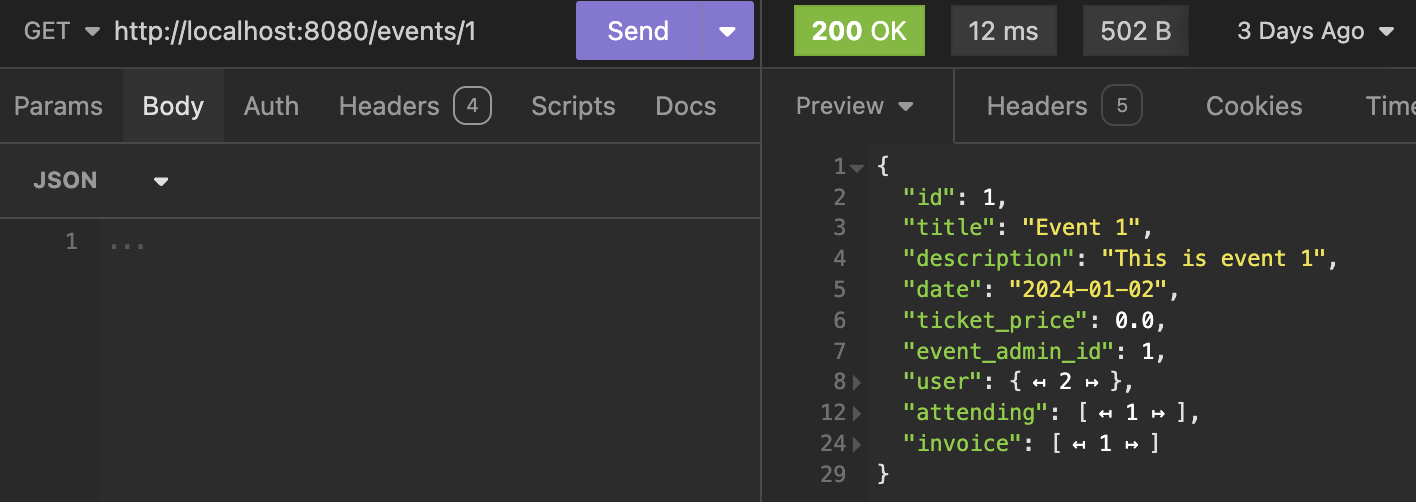 GET http://localhost:8080/events/1 Send 200 OK 12 ms 502 B 3 Days Ago
Params Body Auth Headers 4 Scripts Docs Preview Headers 5 Cookies Time
JSON
1 ...
1 {
2 "id": 1,
3 "title": "Event 1",
4 "description": "This is event 1",
5 "date": "2024-01-02",
6 "ticket_price": 0.0,
7 "event_admin_id": 1,
8 "user": { ↤ 2 ↦ },
12 "attending": [ ↤ 1 ↦ ],
24 "invoice": [ ↤ 1 ↦ ]
29 }